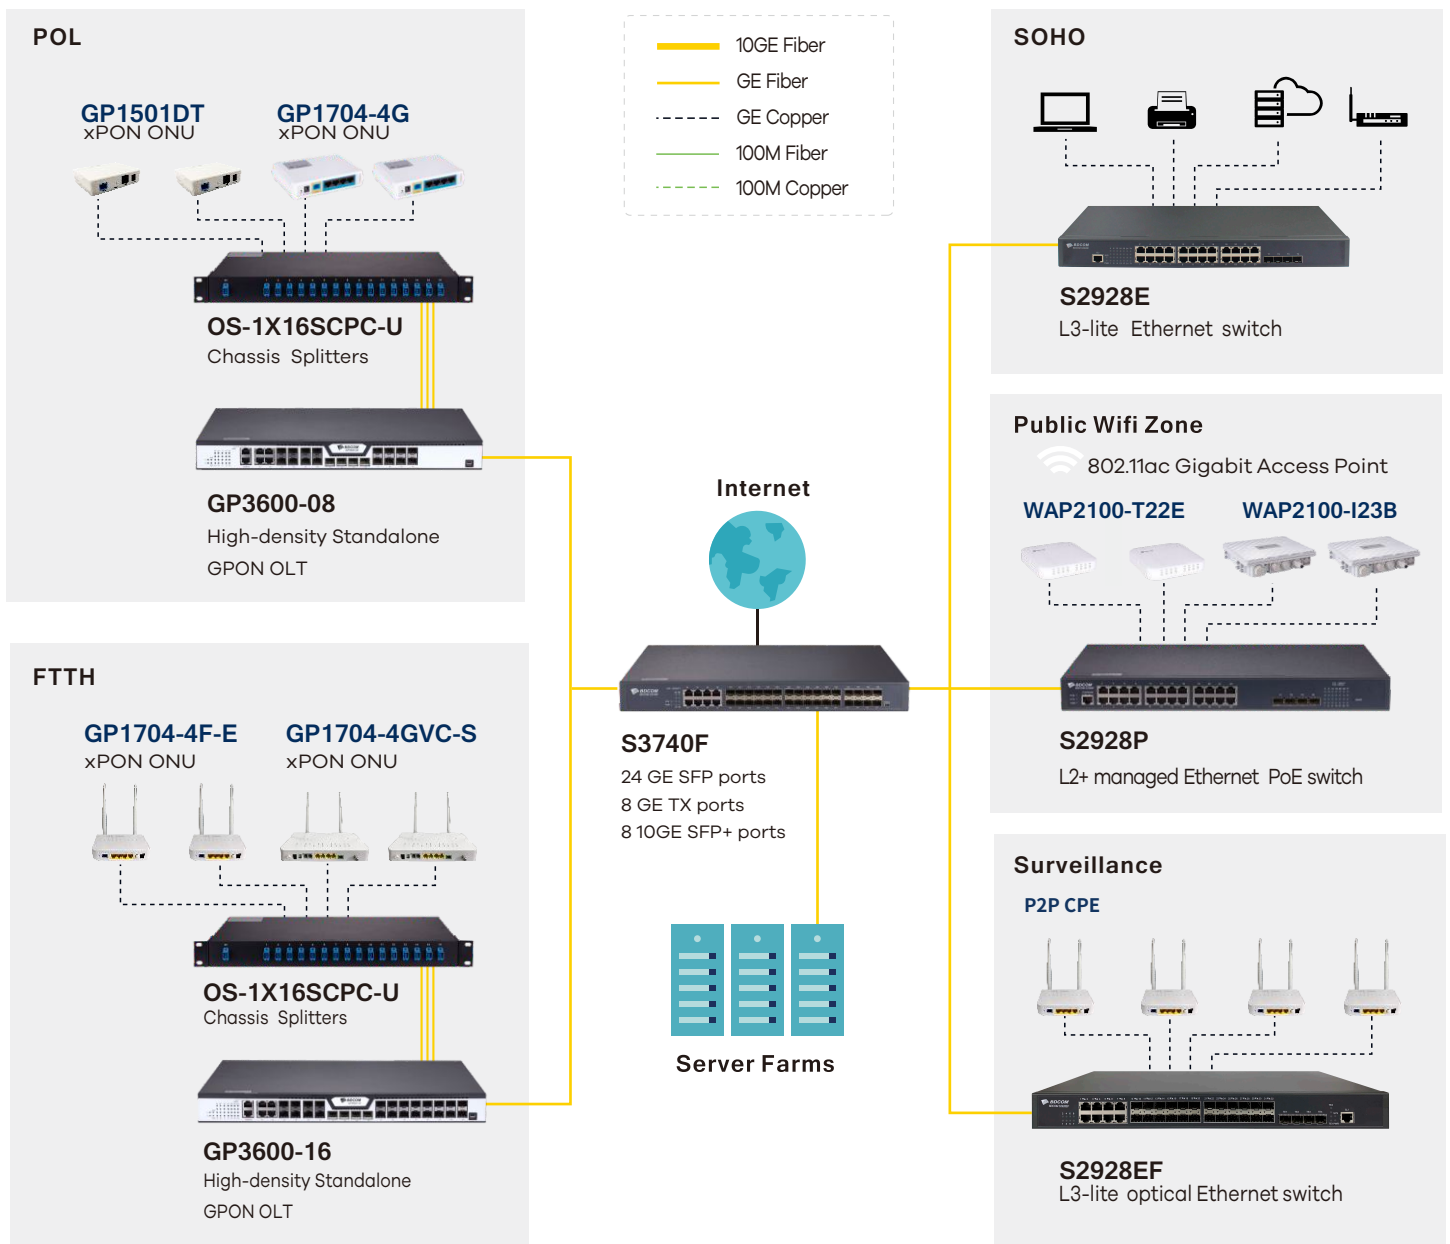 POL
GP1501DT
xPON ONU
GP1704-4G
xPON ONU
OS-1X16SCPC-U
Chassis Splitters
GP3600-08
High-density Standalone
GPON OLT
FTTH
GP1704-4F-E
xPON ONU
GP1704-4GVC-S
xPON ONU
OS-1X16SCPC-U
Chassis Splitters
GP3600-16
High-density Standalone
GPON OLT
10GE Fiber
GE Fiber
GE Copper
100M Fiber
100M Copper
Internet
BDCOM
S3740F
24 GE SFP ports
8 GE TX ports
8 10GE SFP+ ports
Server Farms
SOHO
BDCOM
S2928E
L3-lite Ethernet switch
Public Wifi Zone
802.11ac Gigabit Access Point
WAP2100-T22E
WAP2100-I23B
BDCOM
S2928P
L2+ managed Ethernet PoE switch
Surveillance
P2P CPE
BDCOM
S2928EF
L3-lite optical Ethernet switch